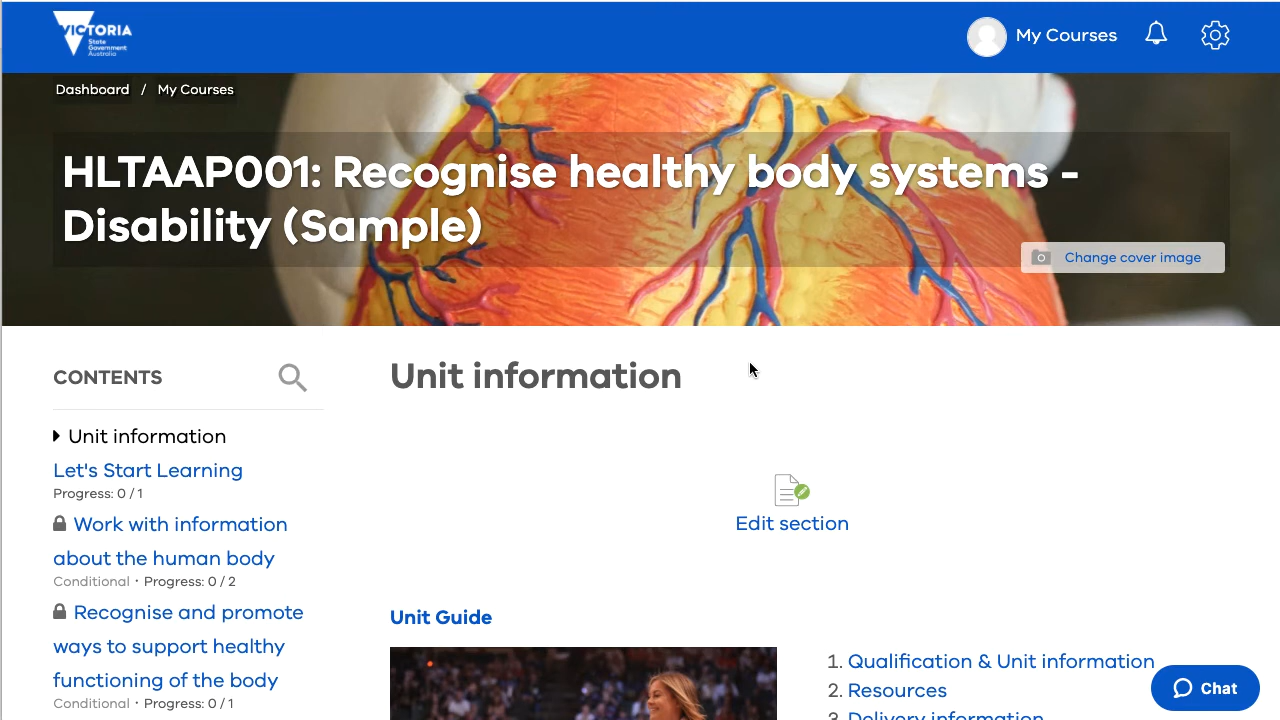 VICTORIA
State
Government
Australia
My Courses
Dashboard / My Courses
HLTAAP001: Recognise healthy body systems -
Disability (Sample)
Change cover image
CONTENTS
Unit information
Let's Start Learning
Progress: 0 / 1
Work with information
about the human body
Conditional · Progress: 0 / 2
Recognise and promote
ways to support healthy
functioning of the body
Conditional · Progress: 0 / 1
Unit information
Edit section
Unit Guide
1. Qualification & Unit information
2. Resources
3. Delivery information
Chat